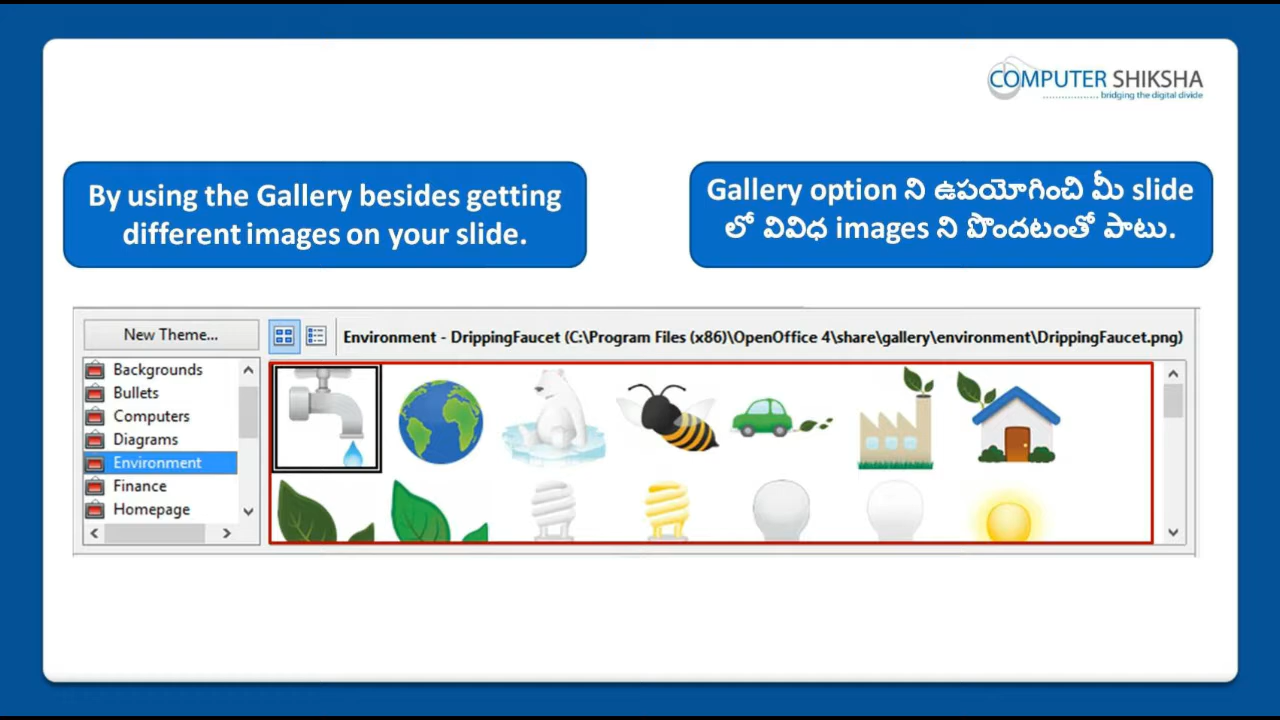 COMPUTER SHIKSHA
bridging the digital divide
By using the Gallery besides getting
different images on your slide.
Gallery option ని ఉపయోగించి మీ slide
లో వివిధ images ని పొందటంతో పాటు.
New Theme...
Environment - DrippingFaucet (C:\Program Files (x86)\OpenOffice 4\share\gallery\environment\DrippingFaucet.png)
Backgrounds
Bullets
Computers
Diagrams
Environment
Finance
Homepage